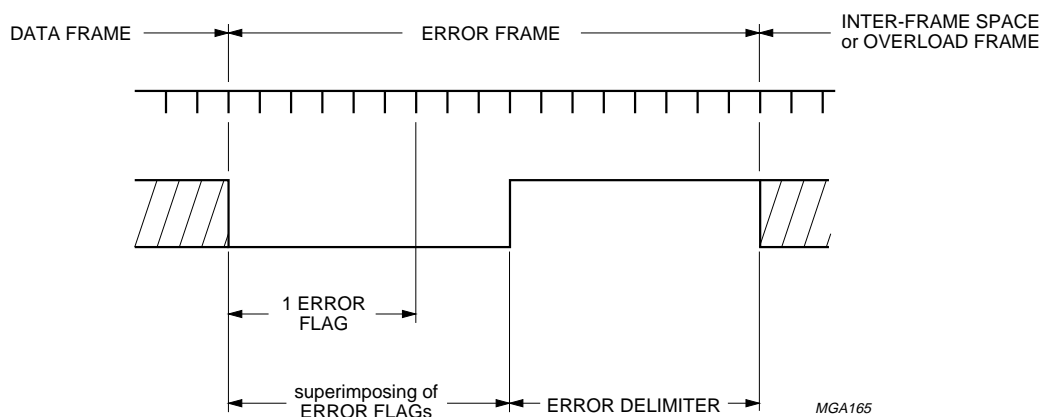 DATA FRAME
ERROR FRAME
INTER-FRAME SPACE
or OVERLOAD FRAME
1 ERROR
FLAG
superimposing of
ERROR FLAGs
ERROR DELIMITER
MGA165